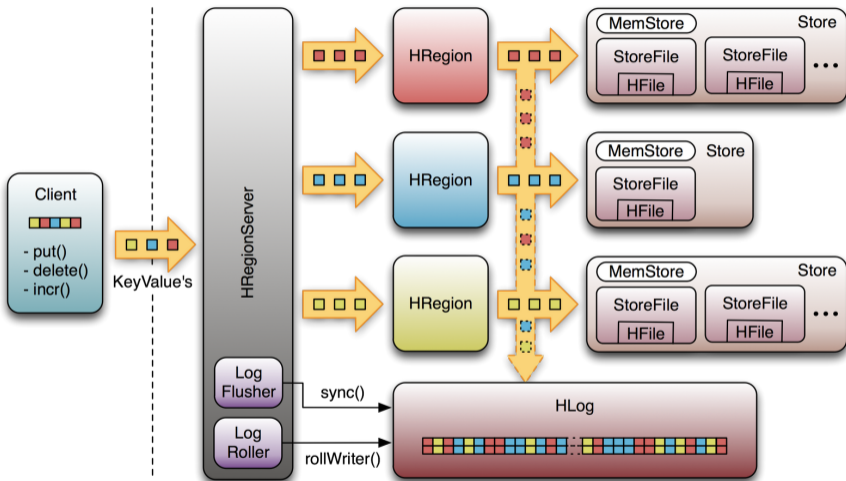 Client
- put()
- delete()
- incr()
KeyValue's
HRegionServer
Log
Flusher
Log
Roller
sync()
rollWriter()
HRegion
MemStore
Store
StoreFile
HFile
StoreFile
HFile
...
HRegion
MemStore
Store
StoreFile
HFile
HRegion
MemStore
Store
StoreFile
HFile
StoreFile
HFile
...
HLog